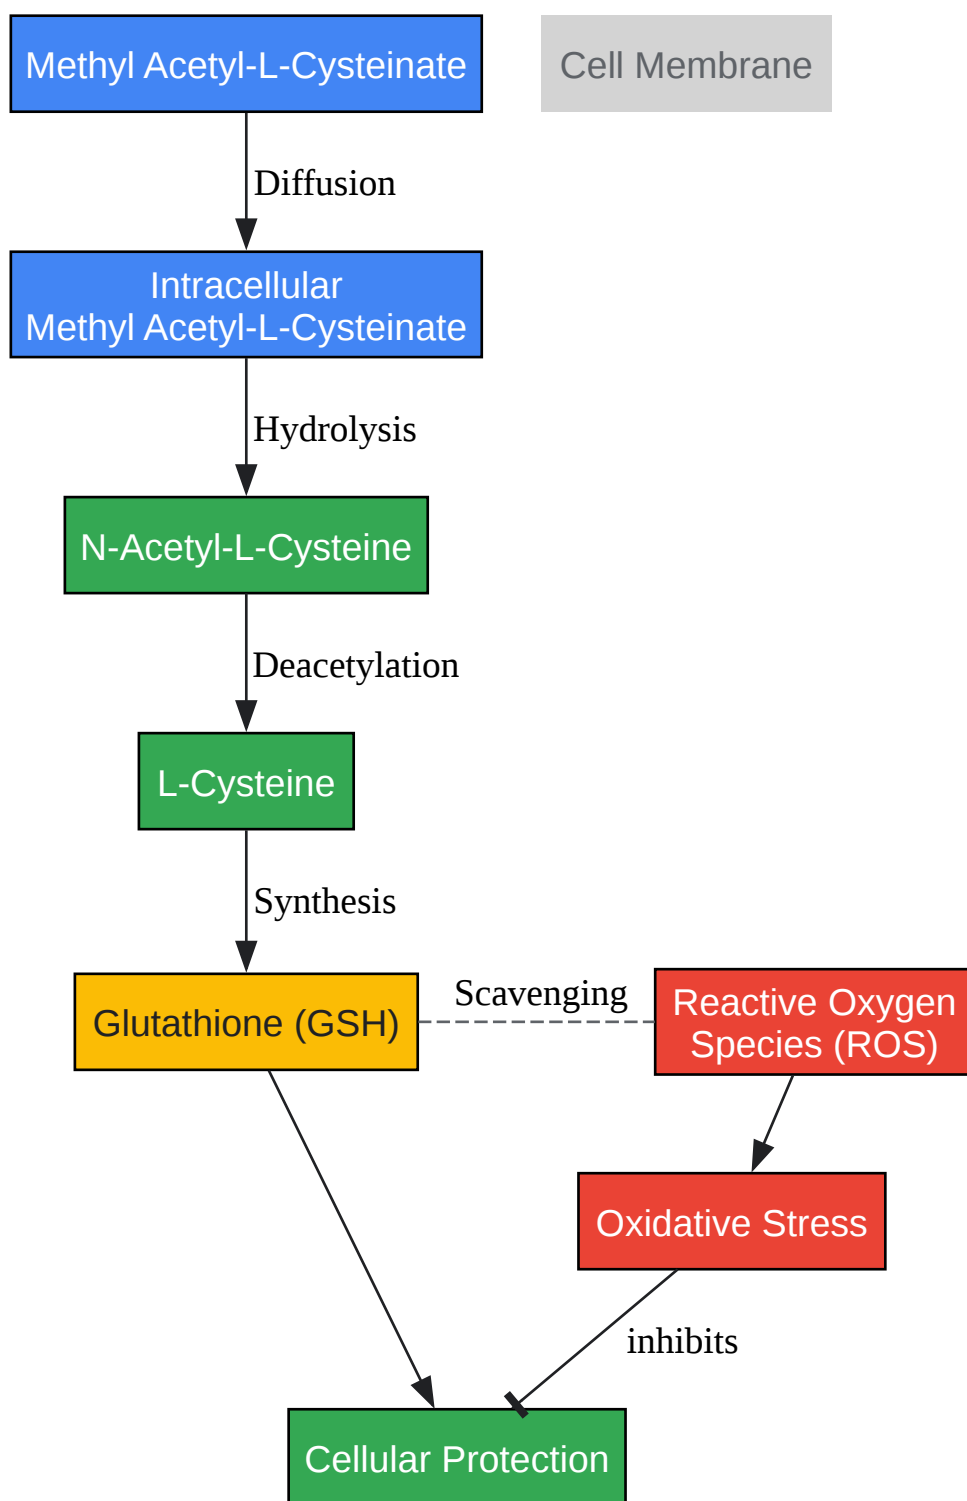 Methyl Acetyl-L-Cysteinate
Cell Membrane
Diffusion
Intracellular
Methyl Acetyl-L-Cysteinate
Hydrolysis
N-Acetyl-L-Cysteine
Deacetylation
L-Cysteine
Synthesis
Glutathione (GSH)
Scavenging
Reactive Oxygen
Species (ROS)
Oxidative Stress
inhibits
Cellular Protection